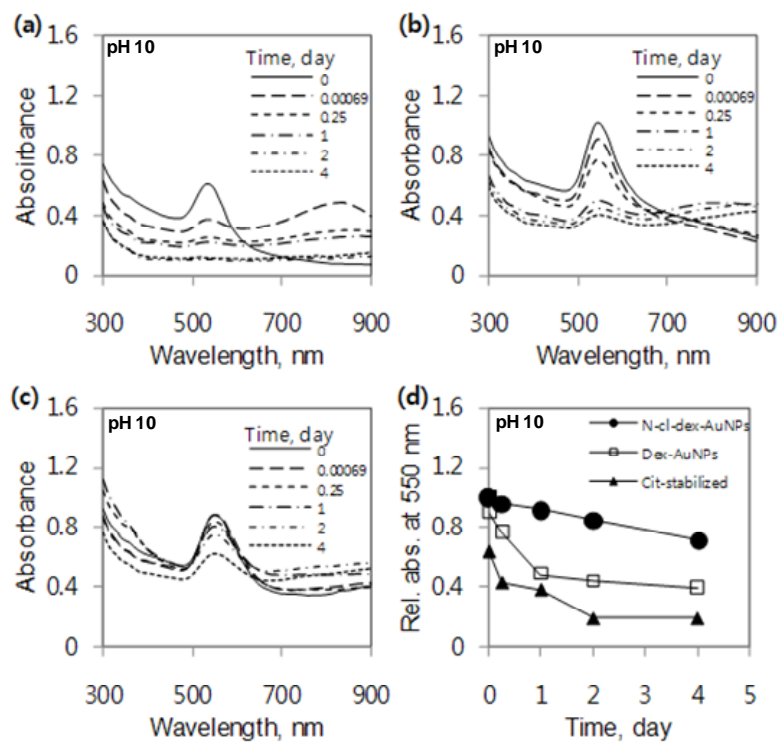 (a)
1.6
1.2
0.8
0.4
0
Absolrbance
pH 10
Time, day
0
0.00069
0.25
1
2
4
300 500 700 900
Wavelength, nm
(b)
1.6
1.2
0.8
0.4
0
Absorbance
pH 10
Time, day
0
0.00069
0.25
1
2
4
300 500 700 900
Wavelength, nm
(c)
1.6
1.2
0.8
0.4
0
Absorbance
pH 10
Time, day
0
0.00069
0.25
1
2
4
300 500 700 900
Wavelength, nm
(d)
1.6
1.2
0.8
0.4
0
Rel. abs. at 550 nm
pH 10
N-cl-dex-AuNPs
Dex-AuNPs
Cit-stabilized
0 1 2 3 4 5
Time, day